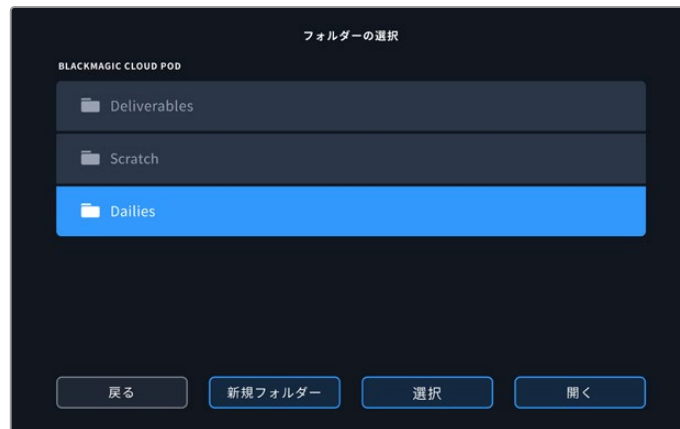 フォルダーの選択
BLACKMAGIC CLOUD POD
Deliverables
Scratch
Dailies
戻る 新規フォルダー 選択 開く